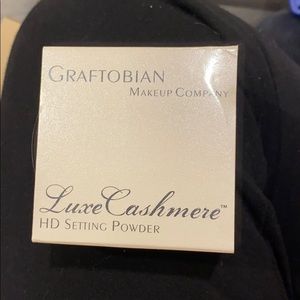 GRAFTOBIAN
MAKEUP COMPANY
LuxeCashmere™
HD SETTING POWDER